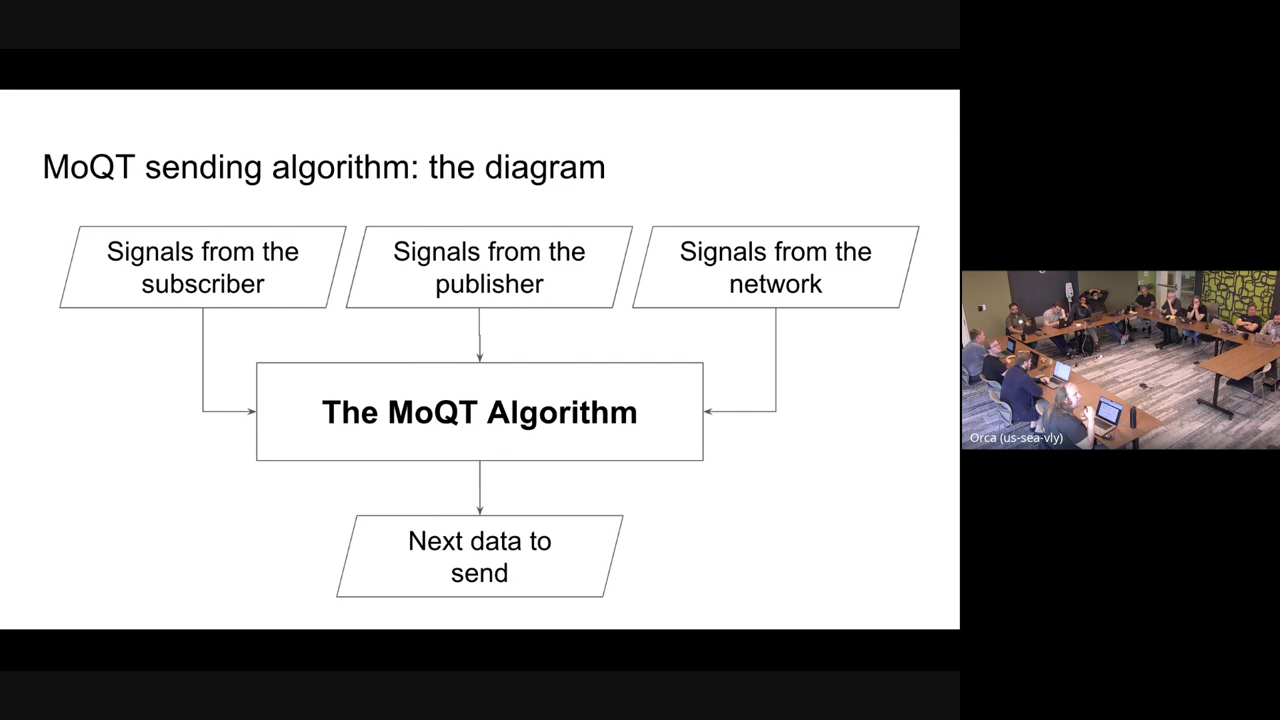 MoQT sending algorithm: the diagram
Signals from the
subscriber
Signals from the
publisher
Signals from the
network
The MoQT Algorithm
Next data to
send
Orca (us-sea-vly)